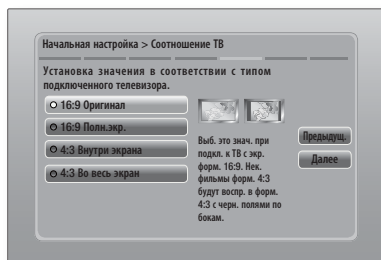 Начальная настройка > Соотношение ТВ
Установка значения в соответствии с типом
подключенного телевизора.
16:9 Оригинал
16:9 Полн.экр.
4:3 Внутри экрана
4:3 Во весь экран
Выб. это знач. при
подкл. к ТВ с экр.
форм. 16:9. Нек.
фильмы форм. 4:3
будут воспр. в форм.
4:3 с черн. полями по
бокам.
Предыдущ.
Далее